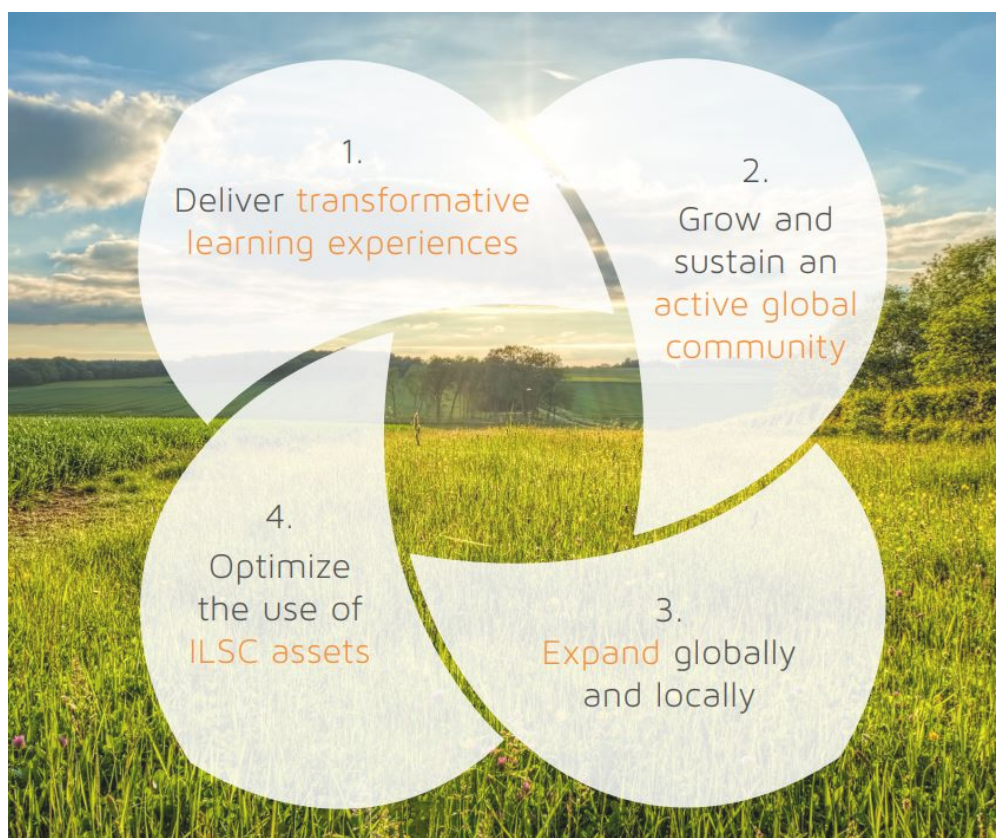 1.
Deliver transformative
learning experiences
2.
Grow and
sustain an
active global
community
3.
Expand globally
and locally
4.
Optimize
the use of
ILSC assets